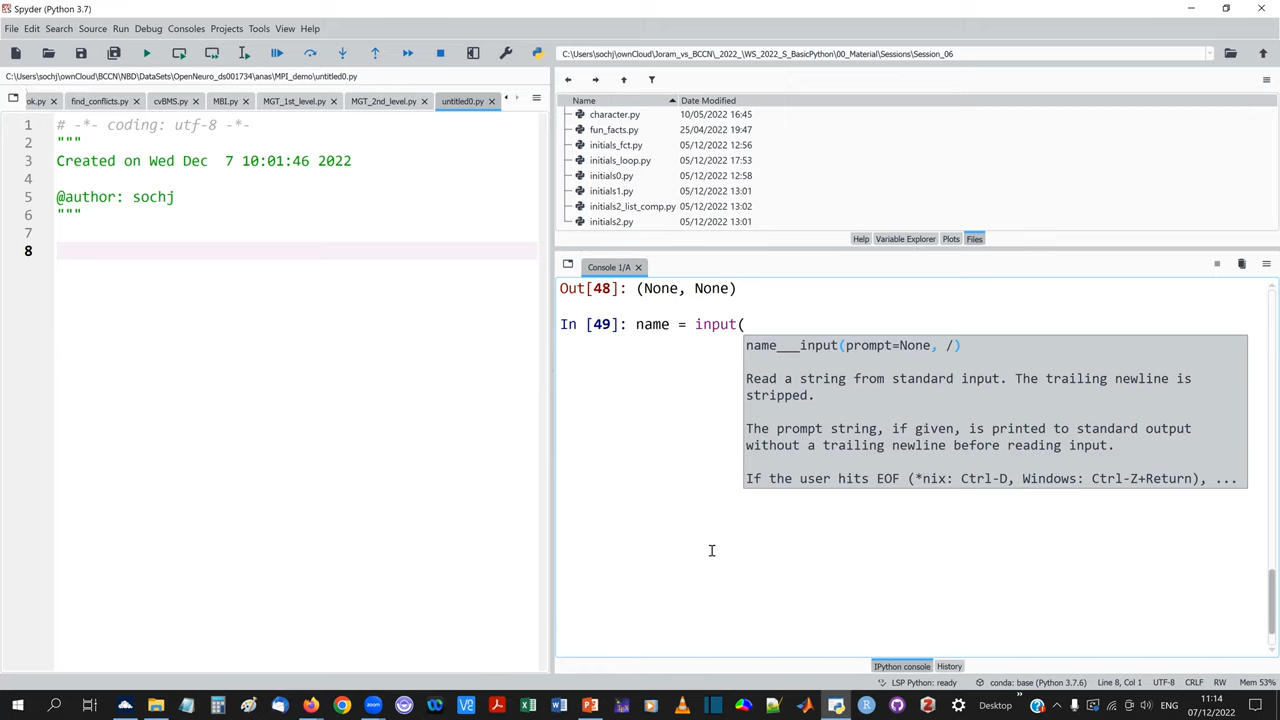 Spyder (Python 3.7)
File Edit Search Source Run Debug Consoles Projects Tools View Help
C:\Users\sochj\ownCloud\Joram_vs_BCCN\_2022_\WS_2022_S_BasicPython\00_Material\Sessions\Session_06
C:\Users\sochj\ownCloud\BCCN\NBD\DataSets\OpenNeuro_ds001734\anas\MPI_demo\untitled0.py
ok.py find_conflicts.py cvBMS.py MBI.py MGT_1st_level.py MGT_2nd_level.py untitled0.py
1 # -*- coding: utf-8 -*-
2 """
3 Created on Wed Dec  7 10:01:46 2022
4
5 @author: sochj
6 """
7
8
Name Date Modified
character.py 10/05/2022 16:45
fun_facts.py 25/04/2022 19:47
initials_fct.py 05/12/2022 12:56
initials_loop.py 05/12/2022 17:53
initials0.py 05/12/2022 12:58
initials1.py 05/12/2022 13:01
initials2_list_comp.py 05/12/2022 13:02
initials2.py 05/12/2022 13:01
Help Variable Explorer Plots Files
Console 1/A
Out[48]: (None, None)
In [49]: name = input(
name___input(prompt=None, /)
Read a string from standard input. The trailing newline is
stripped.
The prompt string, if given, is printed to standard output
without a trailing newline before reading input.
If the user hits EOF (*nix: Ctrl-D, Windows: Ctrl-Z+Return), ...
IPython console History
LSP Python: ready conda: base (Python 3.7.6) Line 8, Col 1 UTF-8 CRLF RW Mem 53%
Desktop » ENG 11:14
07/12/2022